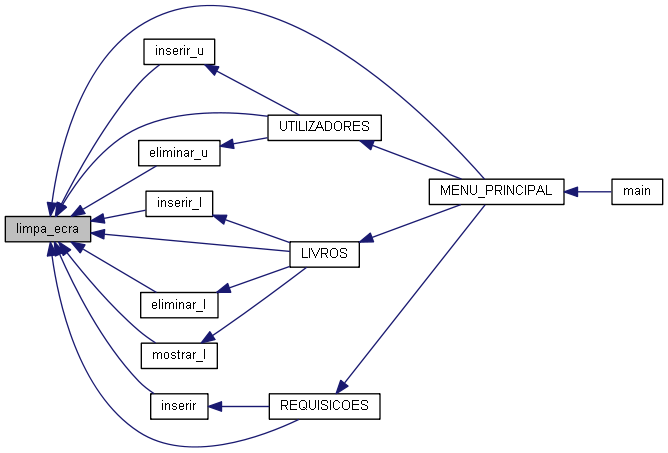 inserir_u
UTILIZADORES
eliminar_u
MENU_PRINCIPAL
main
inserir_l
limpa_ecra
LIVROS
eliminar_l
mostrar_l
inserir
REQUISICOES